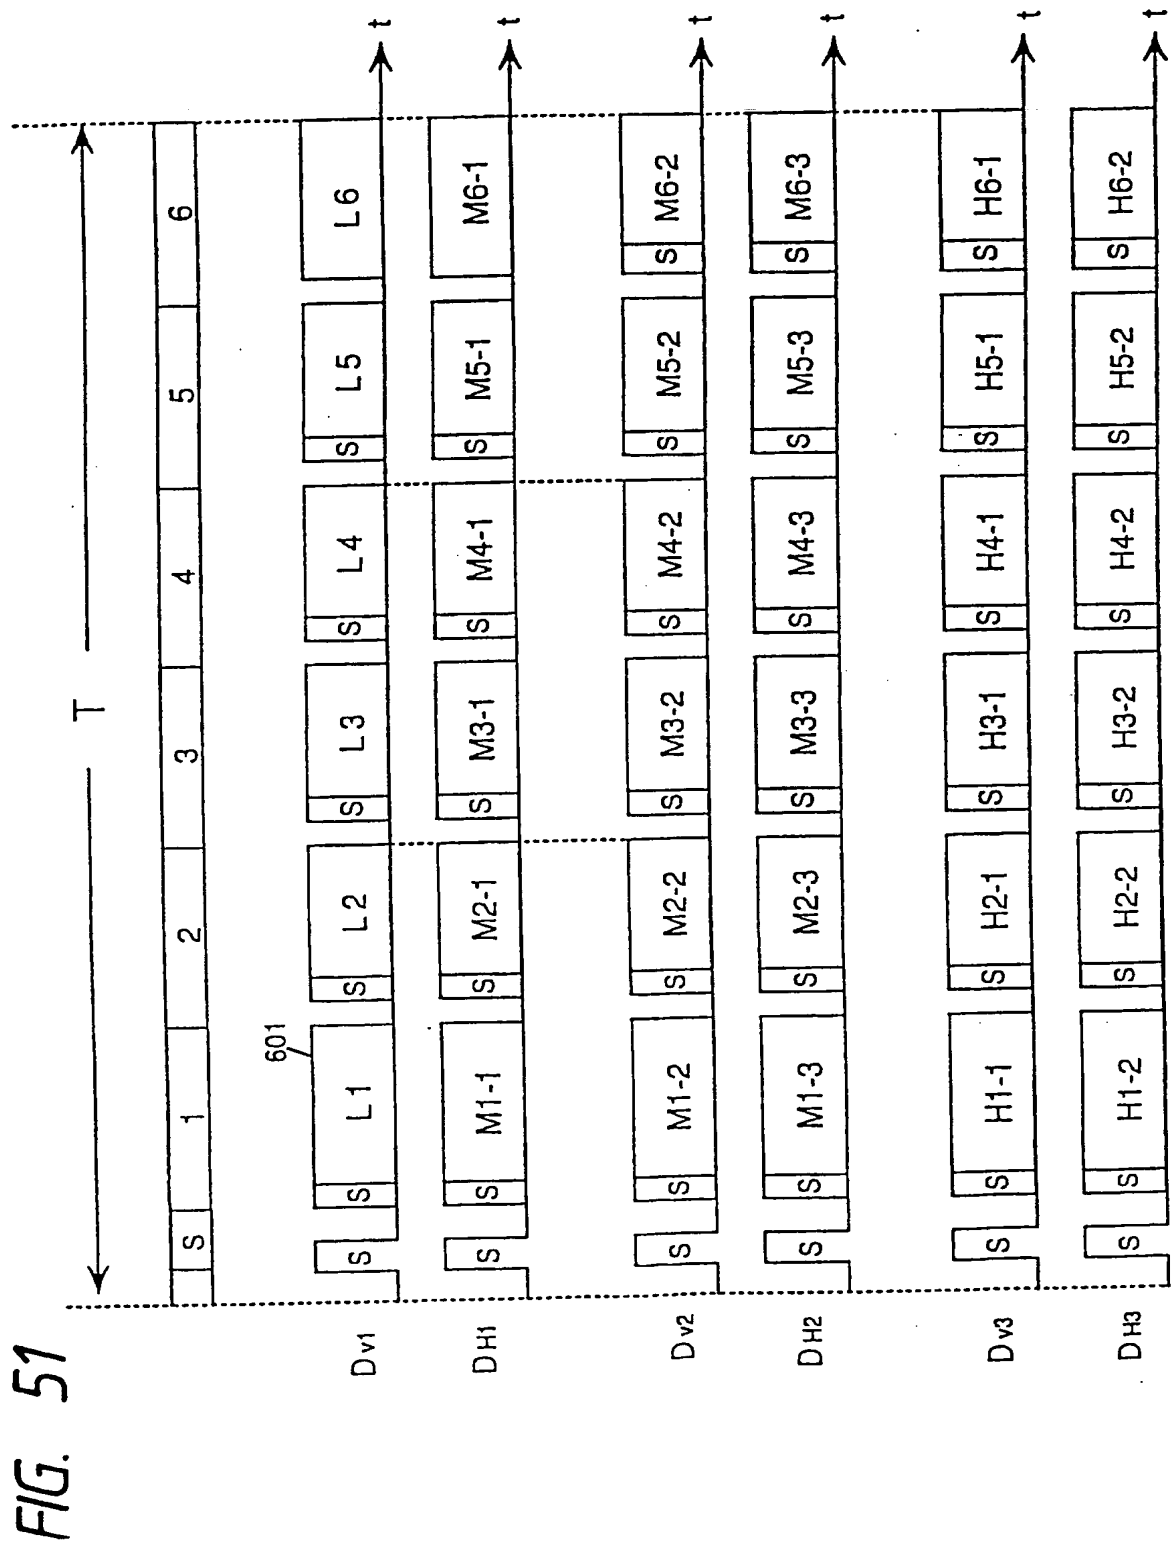 FIG. 51
T
S 1 2 3 4 5 6
601
Dv1 S S L1 S L2 S L3 S L4 S L5 L6 t
DH1 S S M1-1 S M2-1 S M3-1 S M4-1 S M5-1 M6-1 t
Dv2 S S M1-2 S M2-2 S M3-2 S M4-2 S M5-2 S M6-2 t
DH2 S S M1-3 S M2-3 S M3-3 S M4-3 S M5-3 S M6-3 t
Dv3 S S H1-1 S H2-1 S H3-1 S H4-1 S H5-1 S H6-1 t
DH3 S S H1-2 S H2-2 S H3-2 S H4-2 S H5-2 S H6-2 t